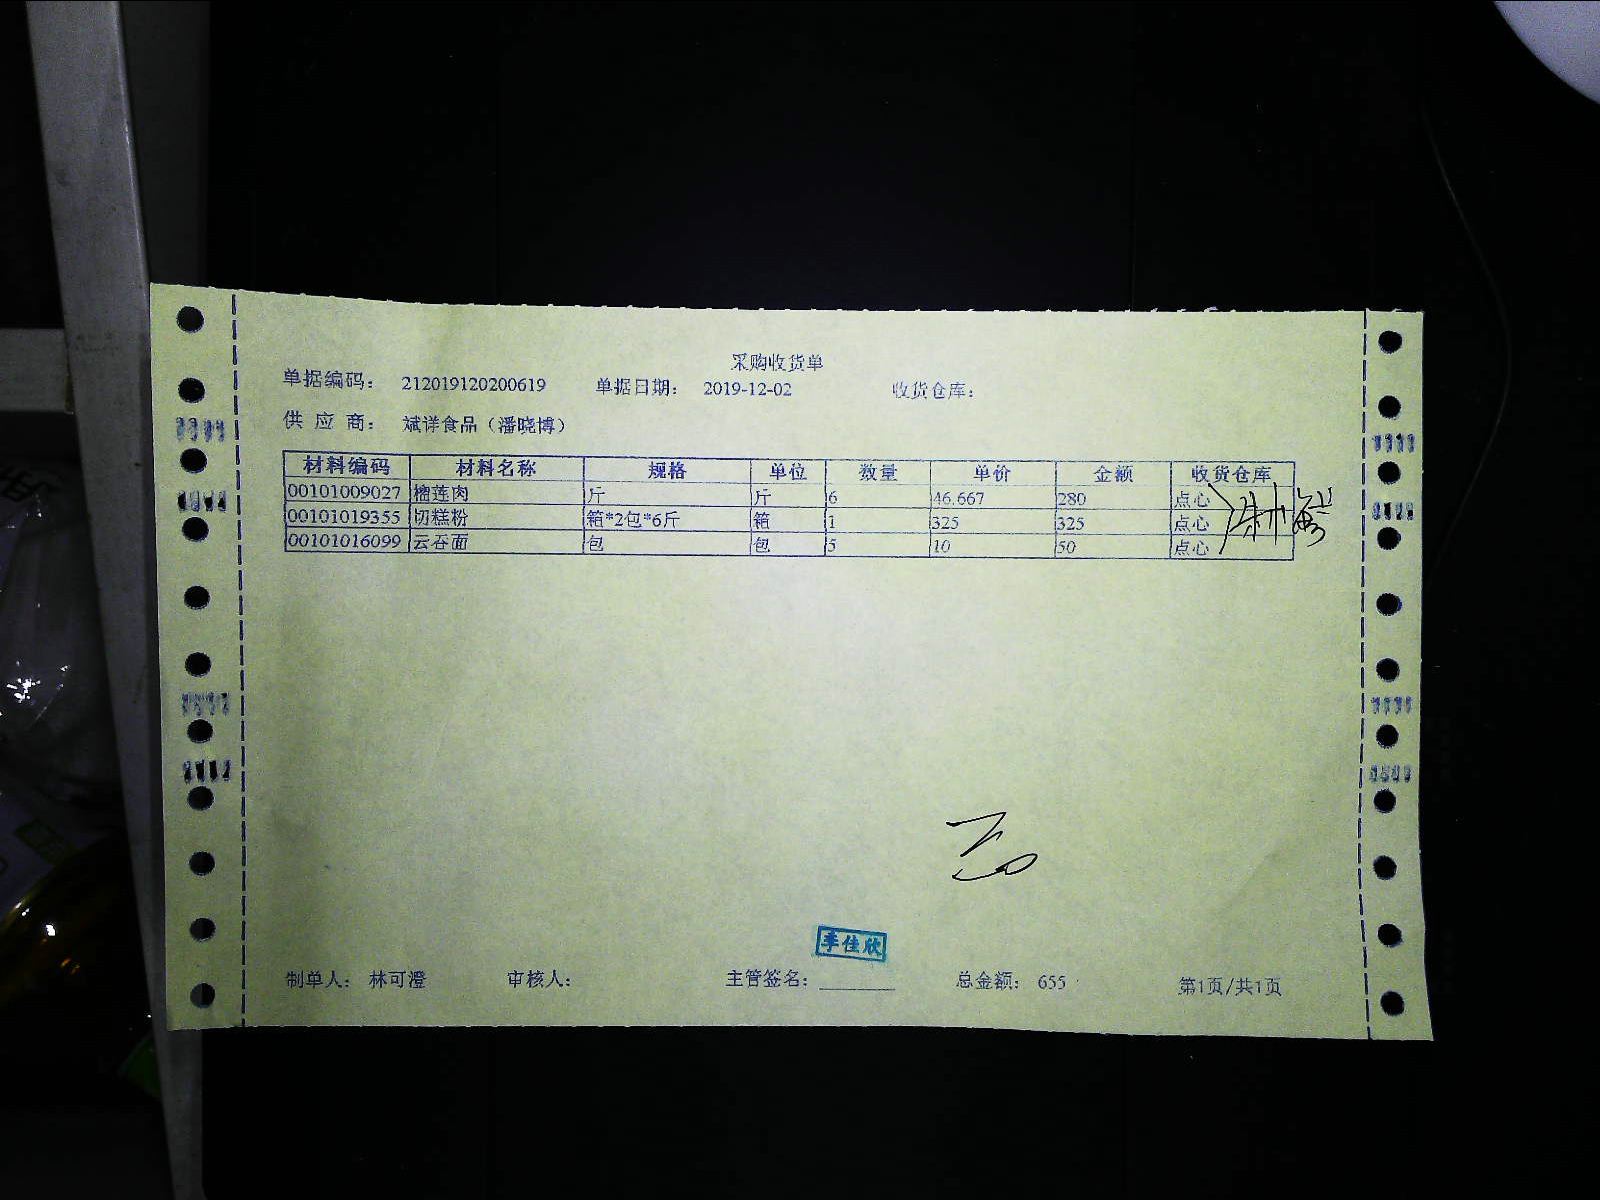 采购收货单
单据编码： 212019120200619 单据日期： 2019-12-02 收货仓库：
供 应 商： 斌洋食品（潘晓博）
材料编码 材料名称 规格 单位 数量 单价 金额 收货仓库
00101009027 榴莲肉 斤 斤 6 46.667 280 点心
00101019355 切糕粉 箱*2包*6斤 箱 1 325 325 点心
00101016099 云吞面 包 包 5 10 50 点心
李佳欣
制单人： 林可澄 审核人： 主管签名： 总金额： 655 第1页/共1页